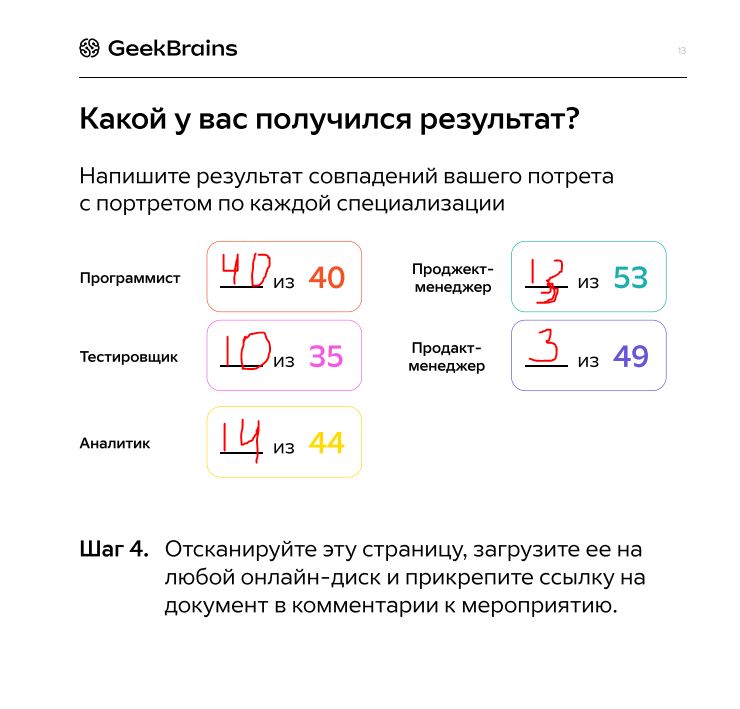 GeekBrains
13
Какой у вас получился результат?
Напишите результат совпадений вашего потрета
с портретом по каждой специализации
Программист
40 из 40
Проджект-
менеджер
13 из 53
Тестировщик
10 из 35
Продакт-
менеджер
3 из 49
Аналитик
14 из 44
Шаг 4. Отсканируйте эту страницу, загрузите ее на
любой онлайн-диск и прикрепите ссылку на
документ в комментарии к мероприятию.